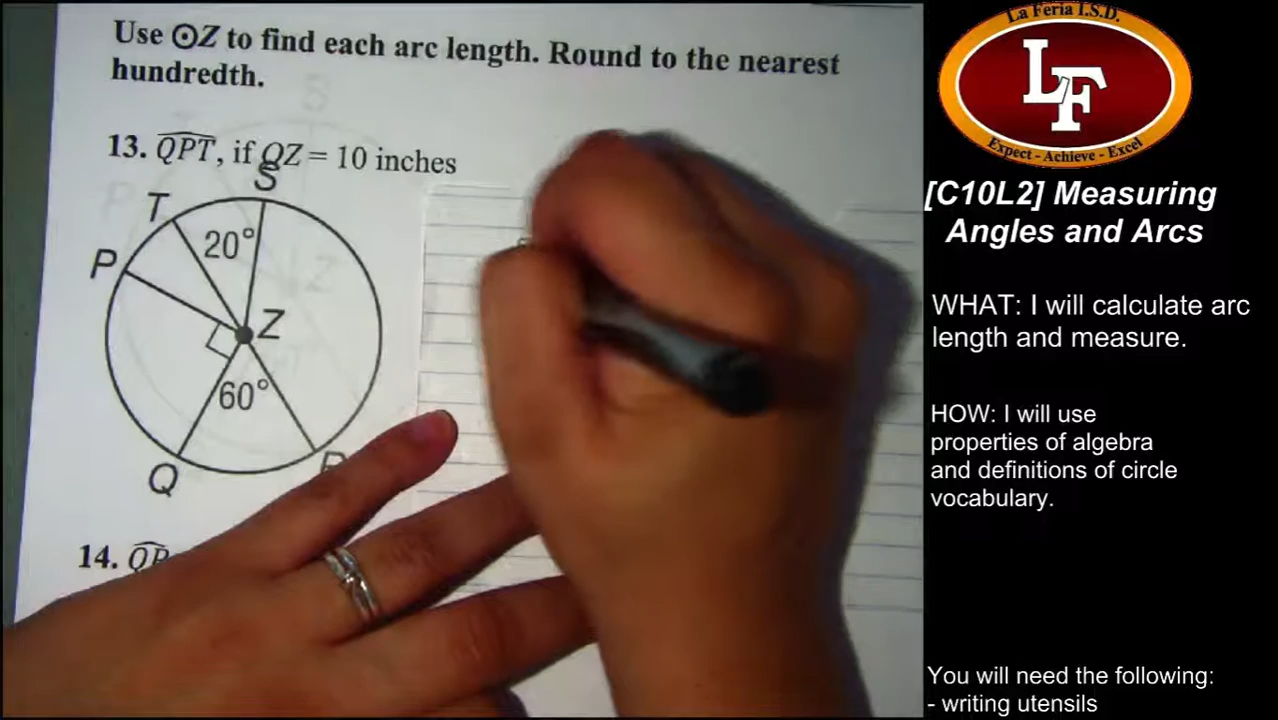 Use ⊙Z to find each arc length. Round to the nearest
hundredth.
13. QPT, if QZ = 10 inches
S
T
20°
P
Z
60°
Q
R
14. QR
La Feria I.S.D.
LF
Expect - Achieve - Excel
[C10L2] Measuring
Angles and Arcs
WHAT: I will calculate arc
length and measure.
HOW: I will use
properties of algebra
and definitions of circle
vocabulary.
You will need the following:
- writing utensils